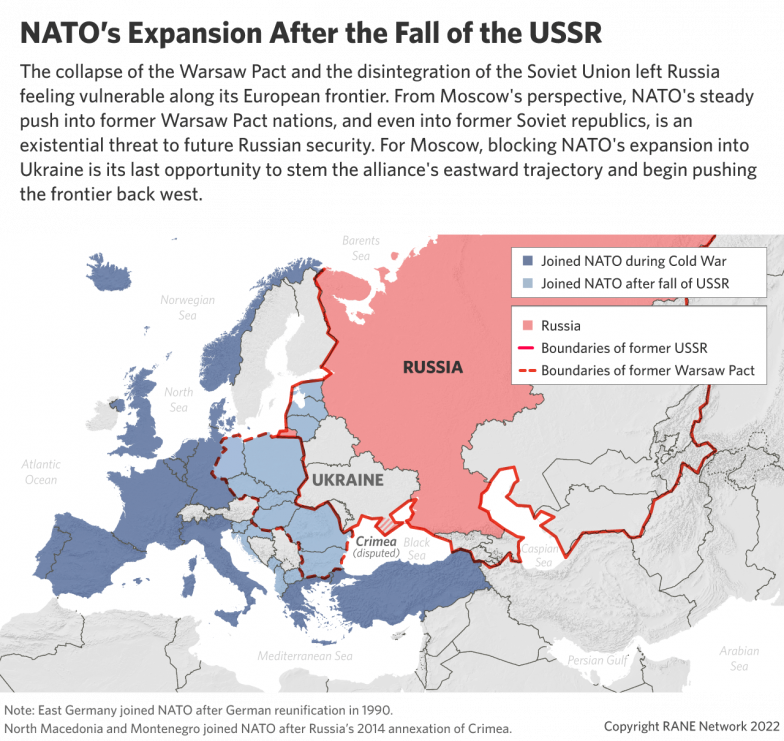 NATO's Expansion After the Fall of the USSR
The collapse of the Warsaw Pact and the disintegration of the Soviet Union left Russia
feeling vulnerable along its European frontier. From Moscow's perspective, NATO's steady
push into former Warsaw Pact nations, and even into former Soviet republics, is an
existential threat to future Russian security. For Moscow, blocking NATO's expansion into
Ukraine is its last opportunity to stem the alliance's eastward trajectory and begin pushing
the frontier back west.
Barents
Sea
Joined NATO during Cold War
Joined NATO after fall of USSR
Norwegian
Sea
Russia
Boundaries of former USSR
Boundaries of former Warsaw Pact
RUSSIA
North
Sea
Atlantic
Ocean
UKRAINE
Crimea
(disputed)
Black
Sea
Caspian
Sea
Mediterranean Sea
Persian Gulf
Arabian
Sea
Note: East Germany joined NATO after German reunification in 1990.
North Macedonia and Montenegro joined NATO after Russia's 2014 annexation of Crimea.
Copyright RANE Network 2022